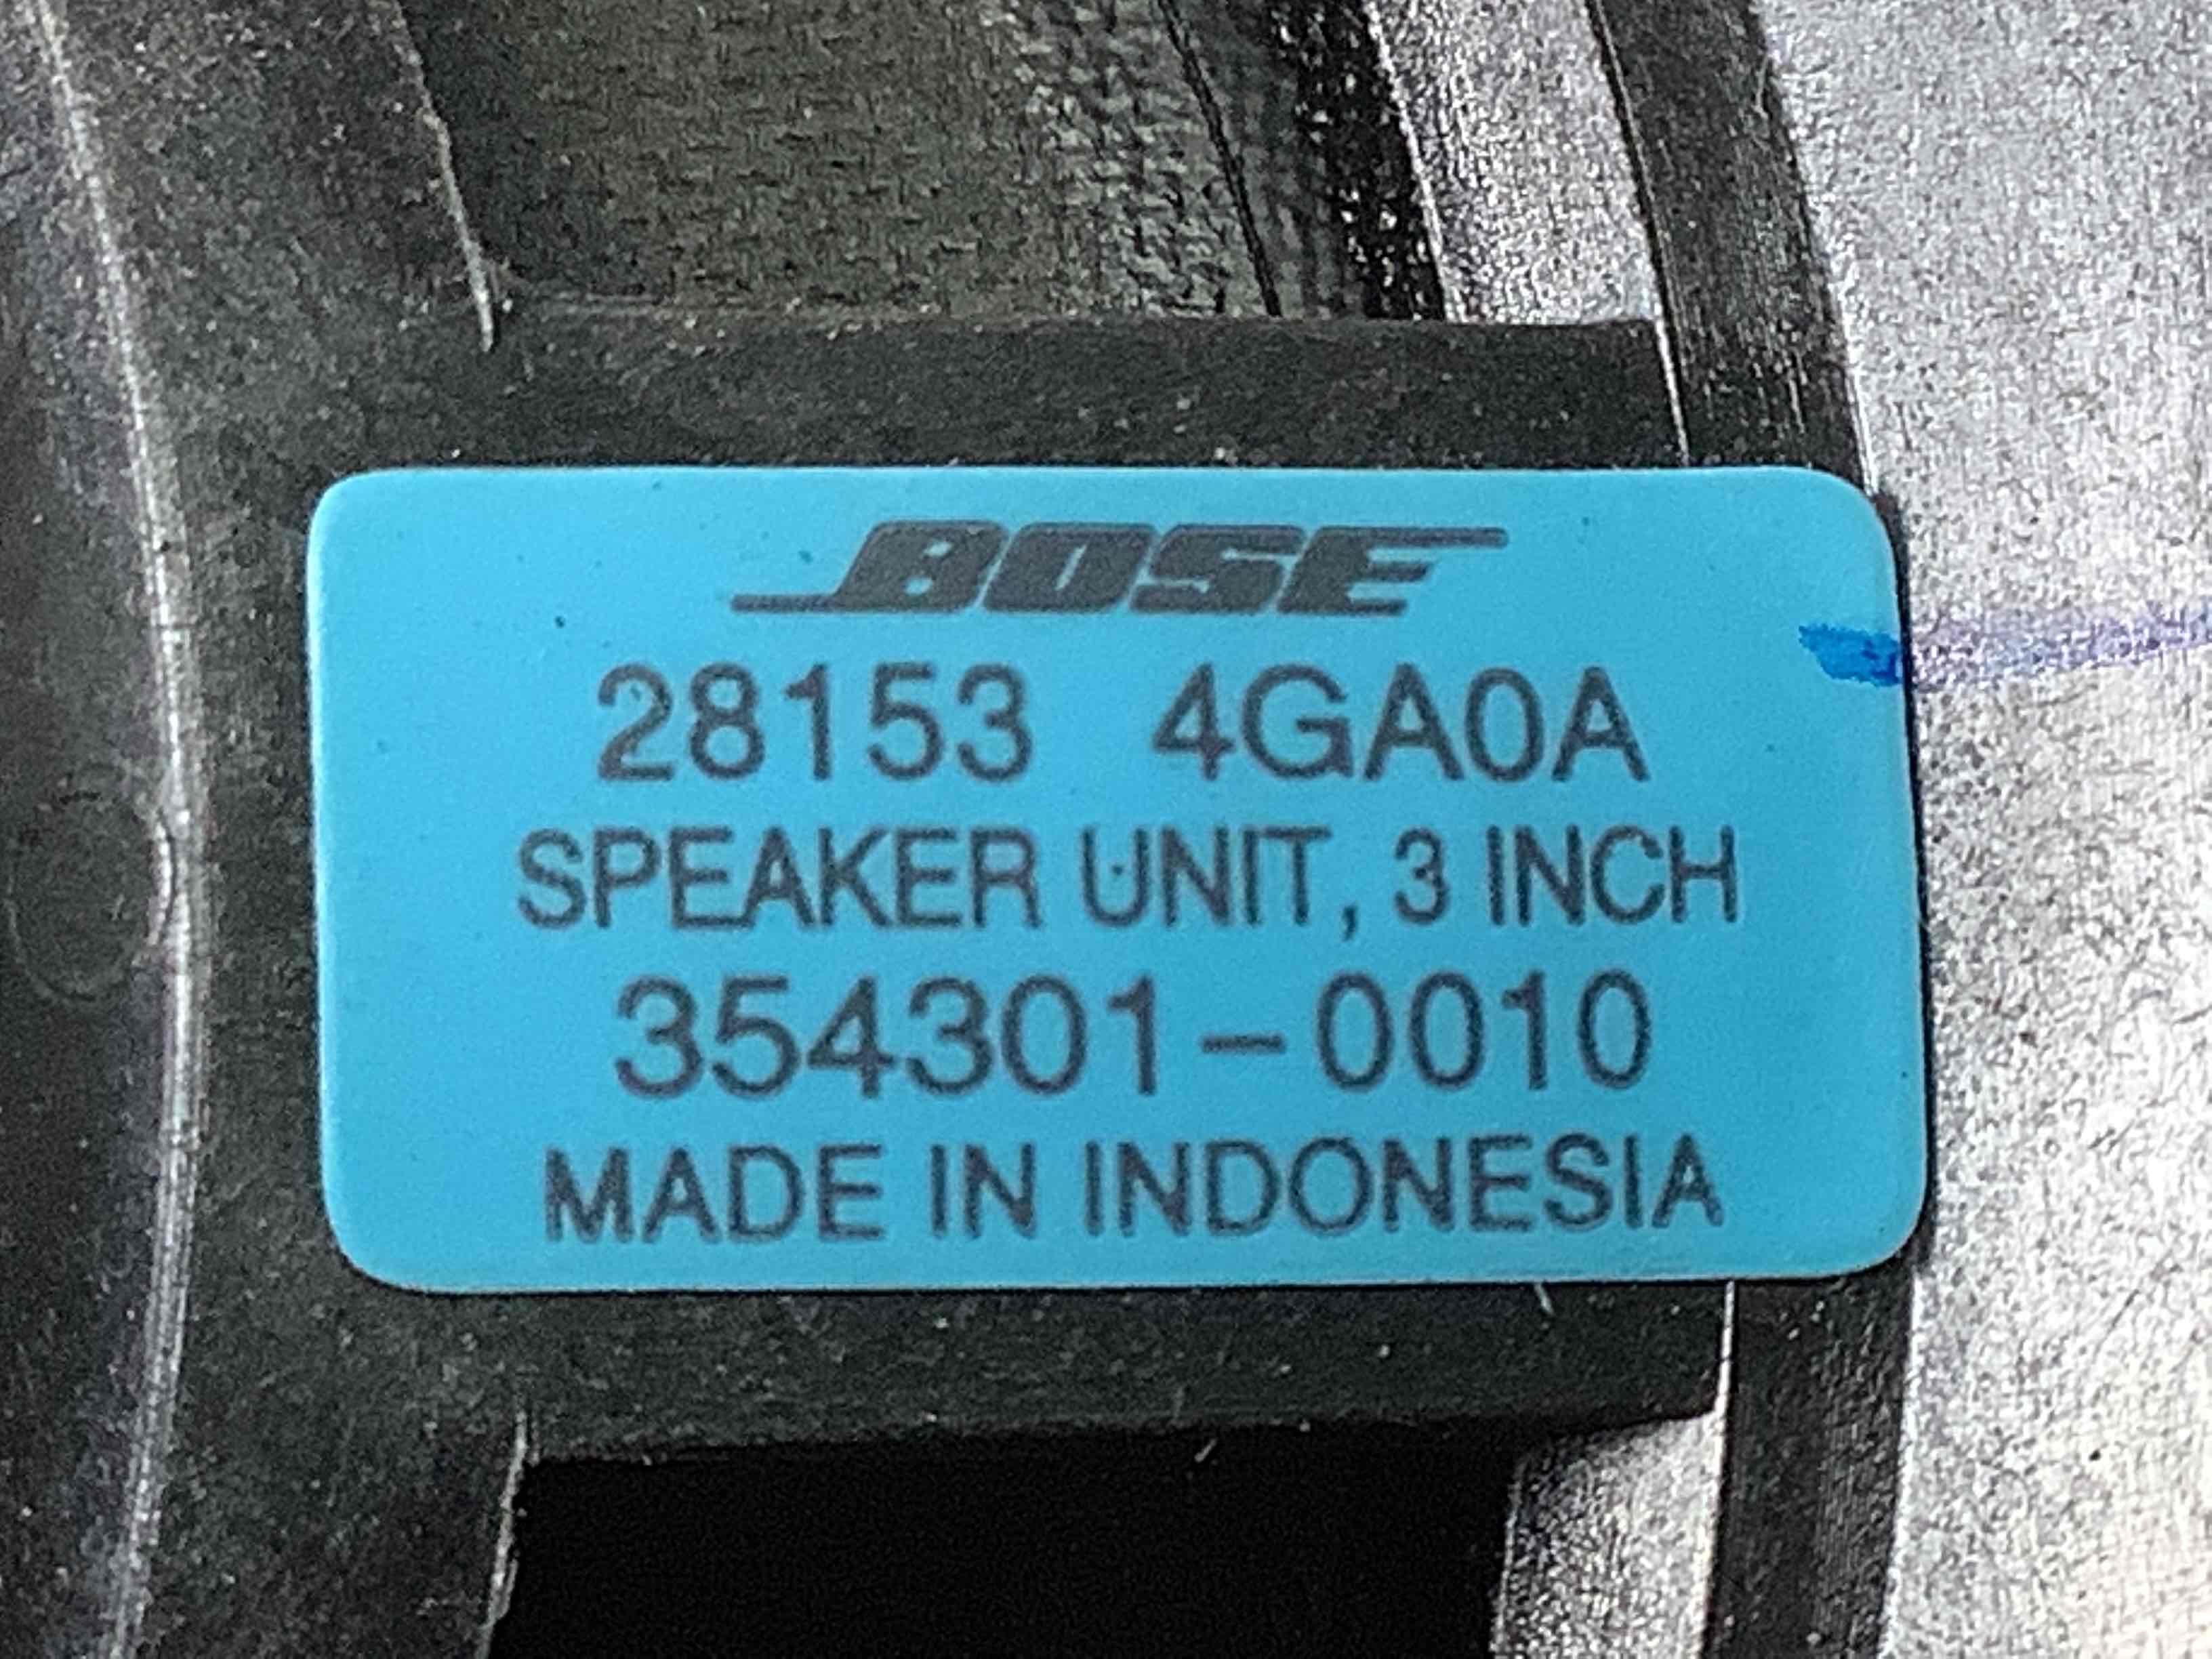 BOSE
28153 4GA0A
SPEAKER UNIT, 3 INCH
354301-0010
MADE IN INDONESIA